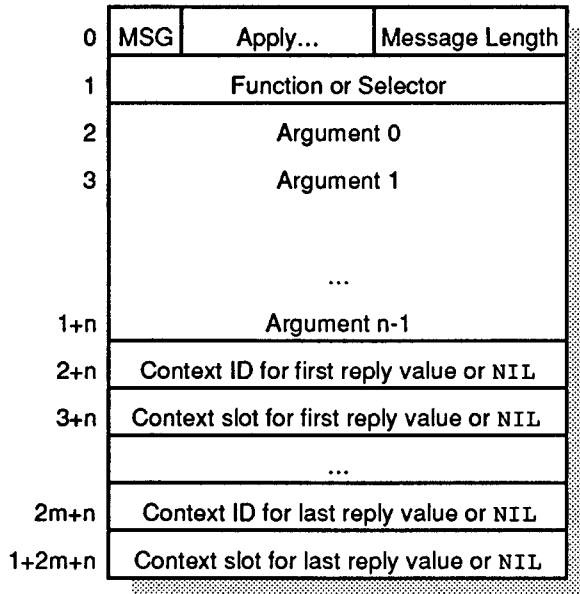 0 MSG Apply... Message Length
1 Function or Selector
2 Argument 0
3 Argument 1
...
1+n Argument n-1
2+n Context ID for first reply value or NIL
3+n Context slot for first reply value or NIL
...
2m+n Context ID for last reply value or NIL
1+2m+n Context slot for last reply value or NIL